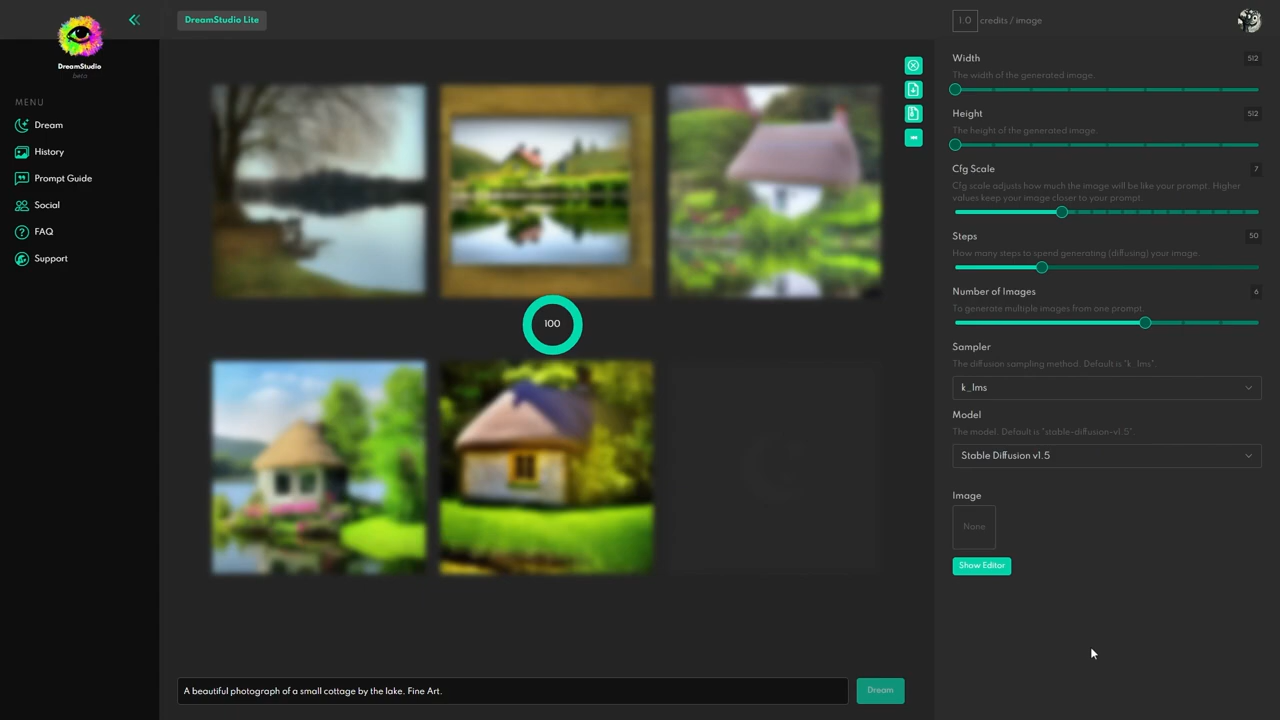 DreamStudio Lite
1.0 credits / image
DreamStudio
beta
MENU
Dream
History
Prompt Guide
Social
FAQ
Support
100
Width 512
The width of the generated image.
Height 512
The height of the generated image.
Cfg Scale 7
Cfg scale adjusts how much the image will be like your prompt. Higher
values keep your image closer to your prompt.
Steps 50
How many steps to spend generating (diffusing) your image.
Number of Images 6
To generate multiple images from one prompt.
Sampler
The diffusion sampling method. Default is "k_lms".
k_lms
Model
The model. Default is "stable-diffusion-v1.5".
Stable Diffusion v1.5
Image
None
Show Editor
A beautiful photograph of a small cottage by the lake. Fine Art.
Dream